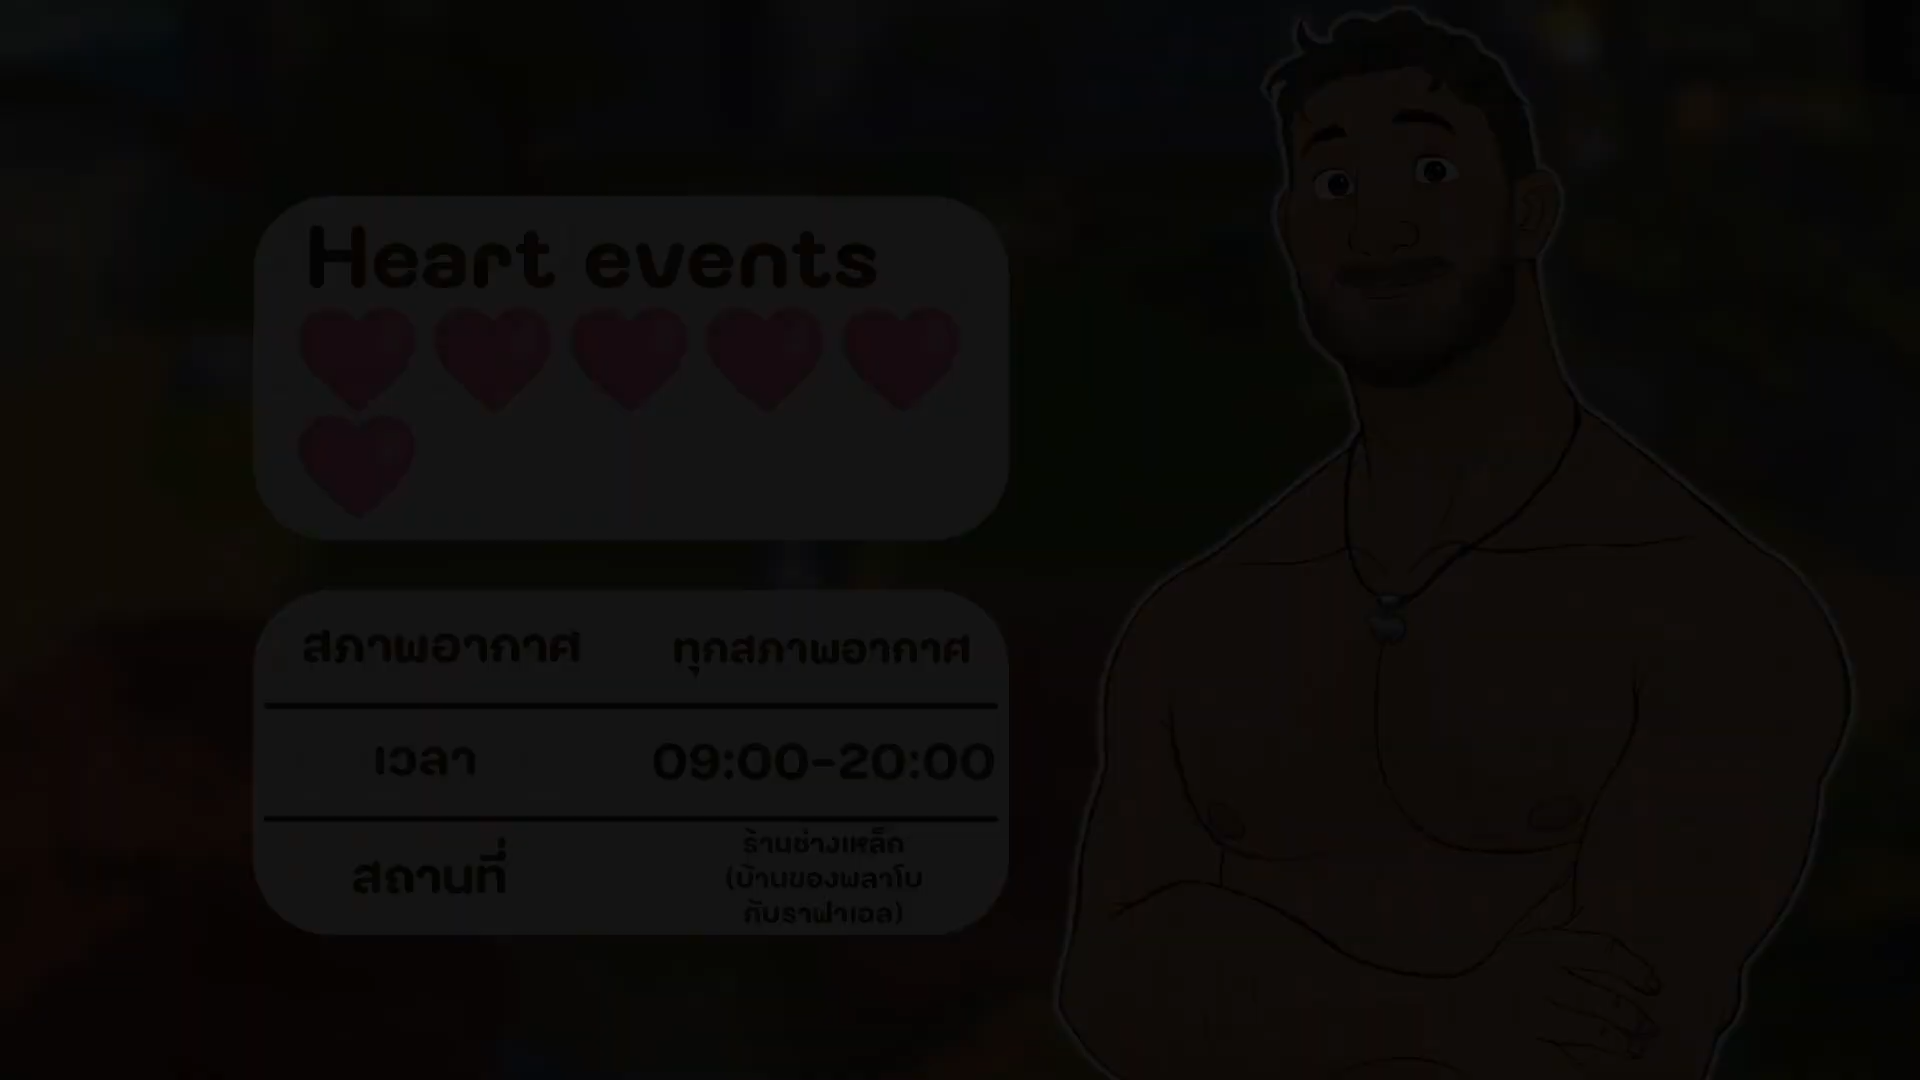 Heart events
สภาพอากาศ ทุกสภาพอากาศ
เวลา 09:00-20:00
สถานที่ ร้านช่างเหล็ก
(บ้านของพลาโบ
กับราฟาเอล)